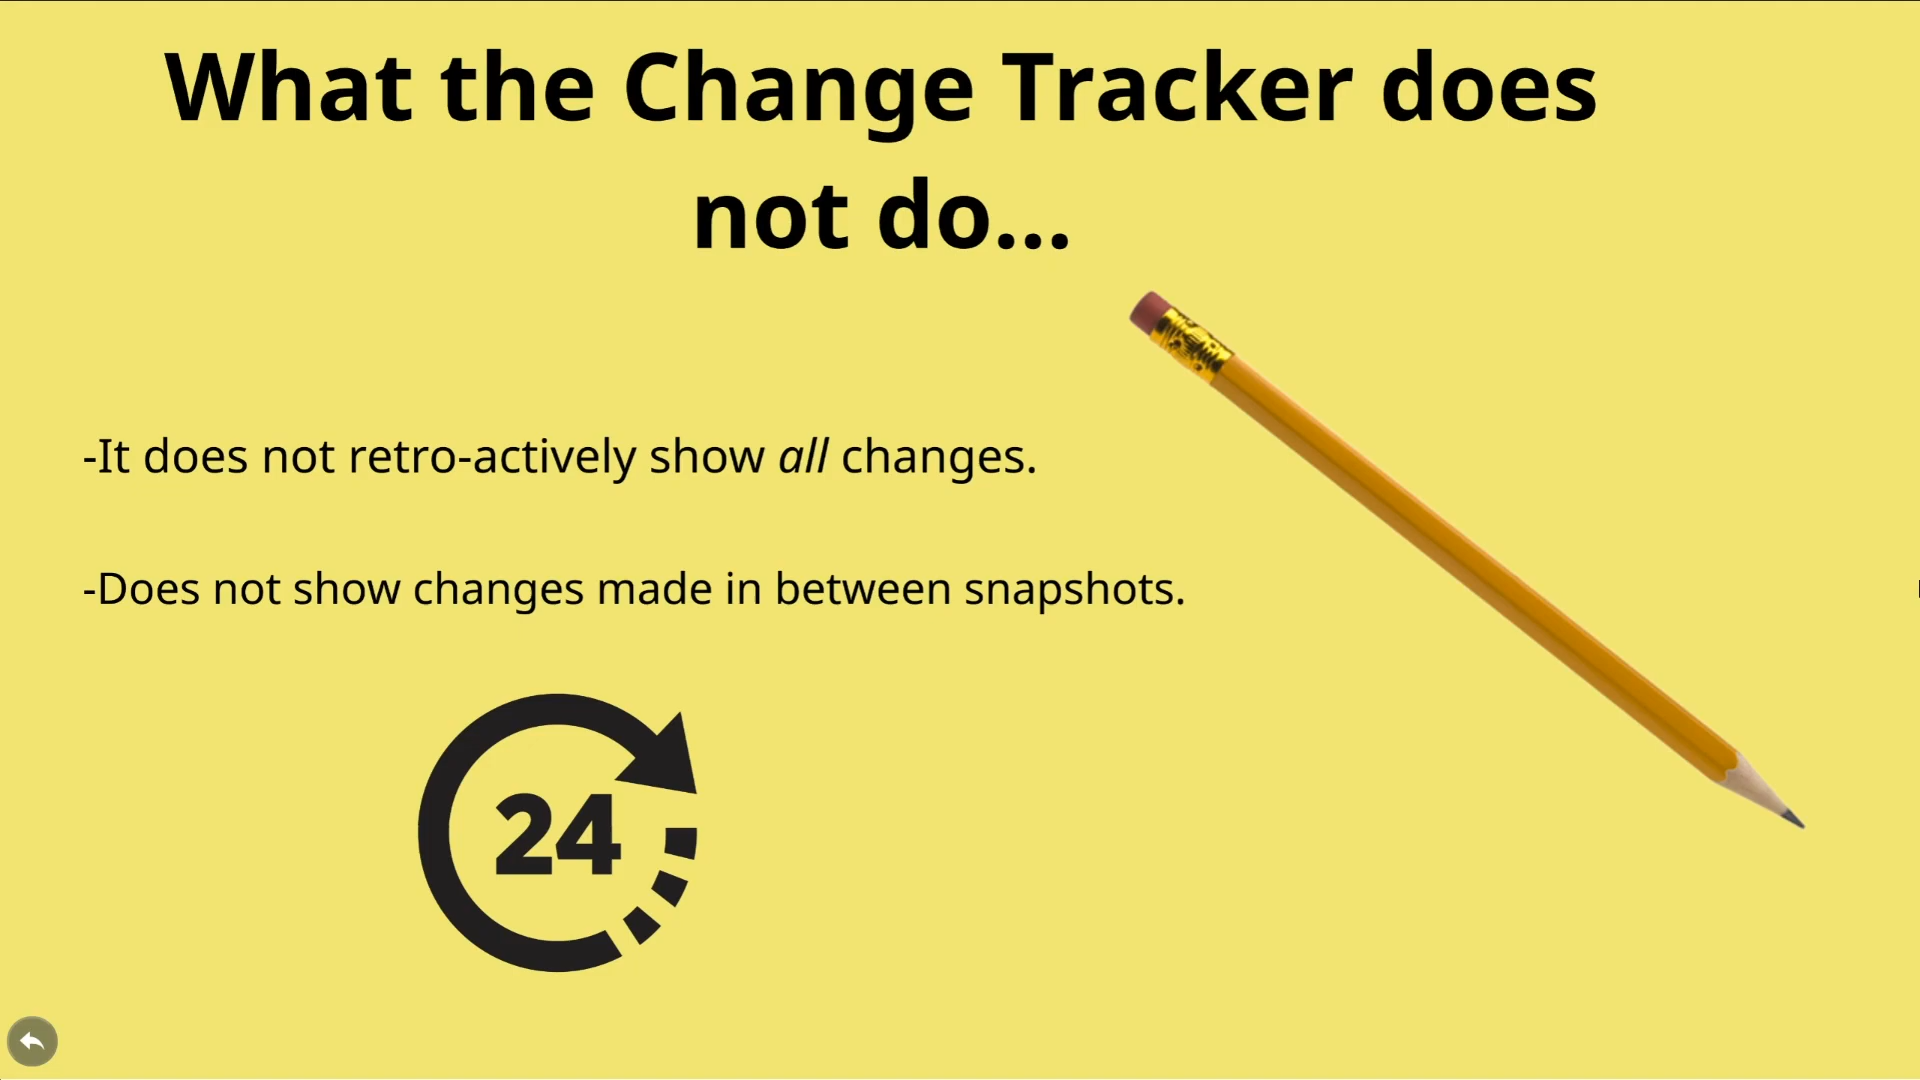 What the Change Tracker does
not do...
-It does not retro-actively show all changes.
-Does not show changes made in between snapshots.
24